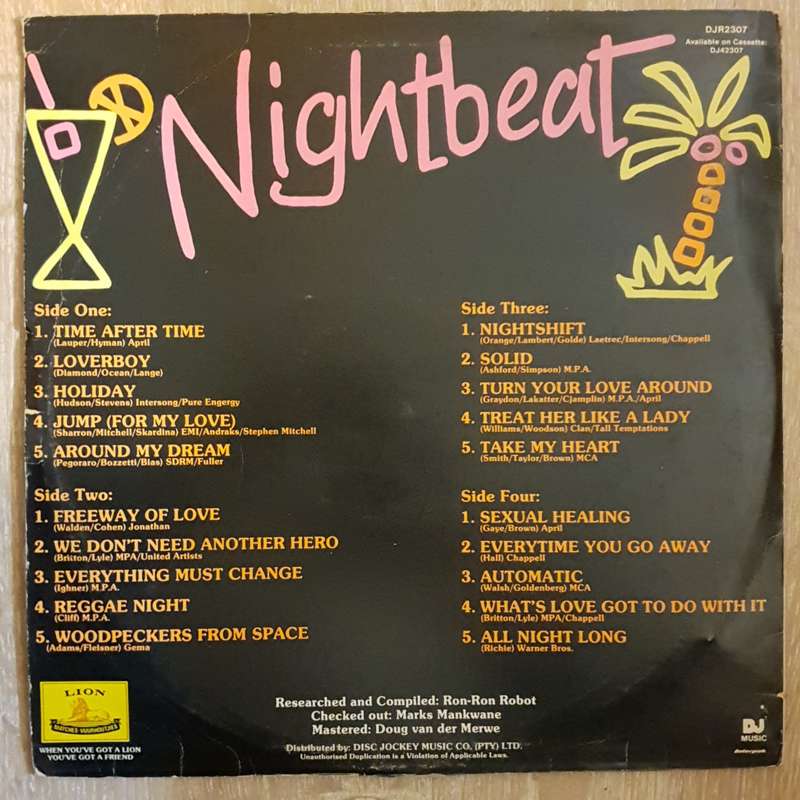 DJR2307
Available on Cassette:
DJ42307
Nightbeat
Side One:
1. TIME AFTER TIME
(Lauper/Hyman) April
2. LOVERBOY
(Diamond/Ocean/Lange)
3. HOLIDAY
(Hudson/Stevens) Intersong/Pure Engergy
4. JUMP (FOR MY LOVE)
(Sharron/Mitchell/Skardina) EMI/Andraks/Stephen Mitchell
5. AROUND MY DREAM
(Pegoraro/Bozzetti/Bias) SDRM/Fuller
Side Two:
1. FREEWAY OF LOVE
(Walden/Cohen) Jonathan
2. WE DON'T NEED ANOTHER HERO
(Britton/Lyle) MPA/United Artists
3. EVERYTHING MUST CHANGE
(Ighner) M.P.A.
4. REGGAE NIGHT
(Cliff) M.P.A.
5. WOODPECKERS FROM SPACE
(Adams/Fleisner) Gema
Side Three:
1. NIGHTSHIFT
(Orange/Lambert/Golde) Laetrec/Intersong/Chappell
2. SOLID
(Ashford/Simpson) M.P.A.
3. TURN YOUR LOVE AROUND
(Graydon/Lakatter/Cjamplin) M.P.A./April
4. TREAT HER LIKE A LADY
(Williams/Woodson) Clan/Tall Temptations
5. TAKE MY HEART
(Smith/Taylor/Brown) MCA
Side Four:
1. SEXUAL HEALING
(Gaye/Brown) April
2. EVERYTIME YOU GO AWAY
(Hall) Chappell
3. AUTOMATIC
(Walsh/Goldenberg) MCA
4. WHAT'S LOVE GOT TO DO WITH IT
(Britton/Lyle) MPA/Chappell
5. ALL NIGHT LONG
(Richie) Warner Bros.
LION
MATCHES·VUURHOUTJIES
WHEN YOU'VE GOT A LION
YOU'VE GOT A FRIEND
Researched and Compiled: Ron-Ron Robot
Checked out: Marks Mankwane
Mastered: Doug van der Merwe
Distributed by: DISC JOCKEY MUSIC CO. (PTY) LTD.
Unauthorised Duplication is a Violation of Applicable Laws.
DJ
MUSIC